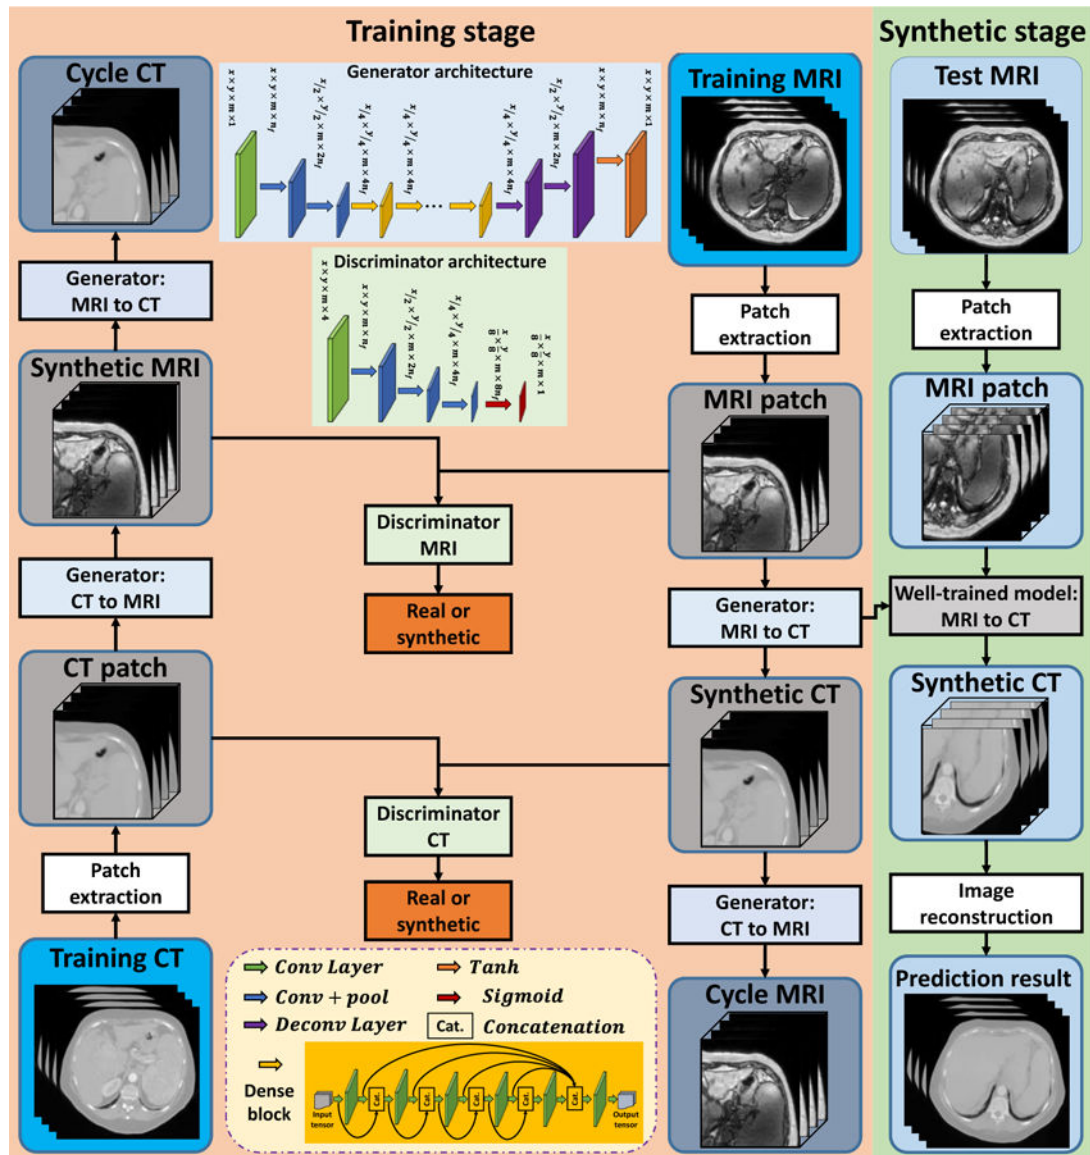 Training stage
Synthetic stage
Cycle CT
Generator:
MRI to CT
Synthetic MRI
Generator:
CT to MRI
CT patch
Patch
extraction
Training CT
Generator architecture
x × y × m × 1
x × y × m × n_f
x/2 × y/2 × m × 2n_f
x/4 × y/4 × m × 4n_f
x/4 × y/4 × m × 4n_f
...
x/4 × y/4 × m × 4n_f
x/2 × y/2 × m × 2n_f
x × y × m × n_f
x × y × m × 1
Discriminator architecture
x × y × m × 4
x × y × m × n_f
x/2 × y/2 × m × 2n_f
x/4 × y/4 × m × 4n_f
x/8 × y/8 × m × 8n_f
x/8 × y/8 × m × 1
Discriminator
MRI
Real or
synthetic
Discriminator
CT
Real or
synthetic
Conv Layer
Tanh
Conv + pool
Sigmoid
Deconv Layer
Cat.
Concatenation
Dense
block
Input
tensor
Cat.
Cat.
Cat.
Cat.
Cat.
Output
tensor
Training MRI
Patch
extraction
MRI patch
Generator:
MRI to CT
Synthetic CT
Generator:
CT to MRI
Cycle MRI
Test MRI
Patch
extraction
MRI patch
Well-trained model:
MRI to CT
Synthetic CT
Image
reconstruction
Prediction result